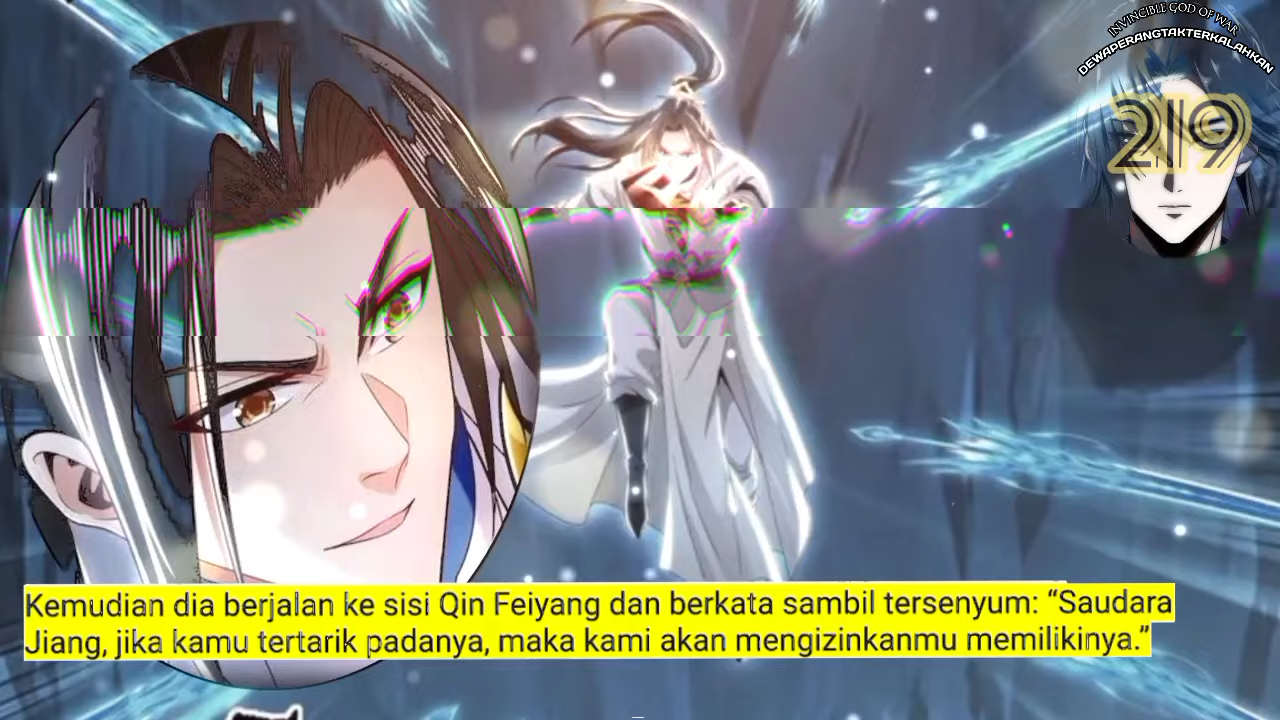 INVINCIBLE GOD OF WAR
DEWAPERANGTAKTERKALAHKAN
219
Kemudian dia berjalan ke sisi Qin Feiyang dan berkata sambil tersenyum: “Saudara
Jiang, jika kamu tertarik padanya, maka kami akan mengizinkanmu memilikinya.”